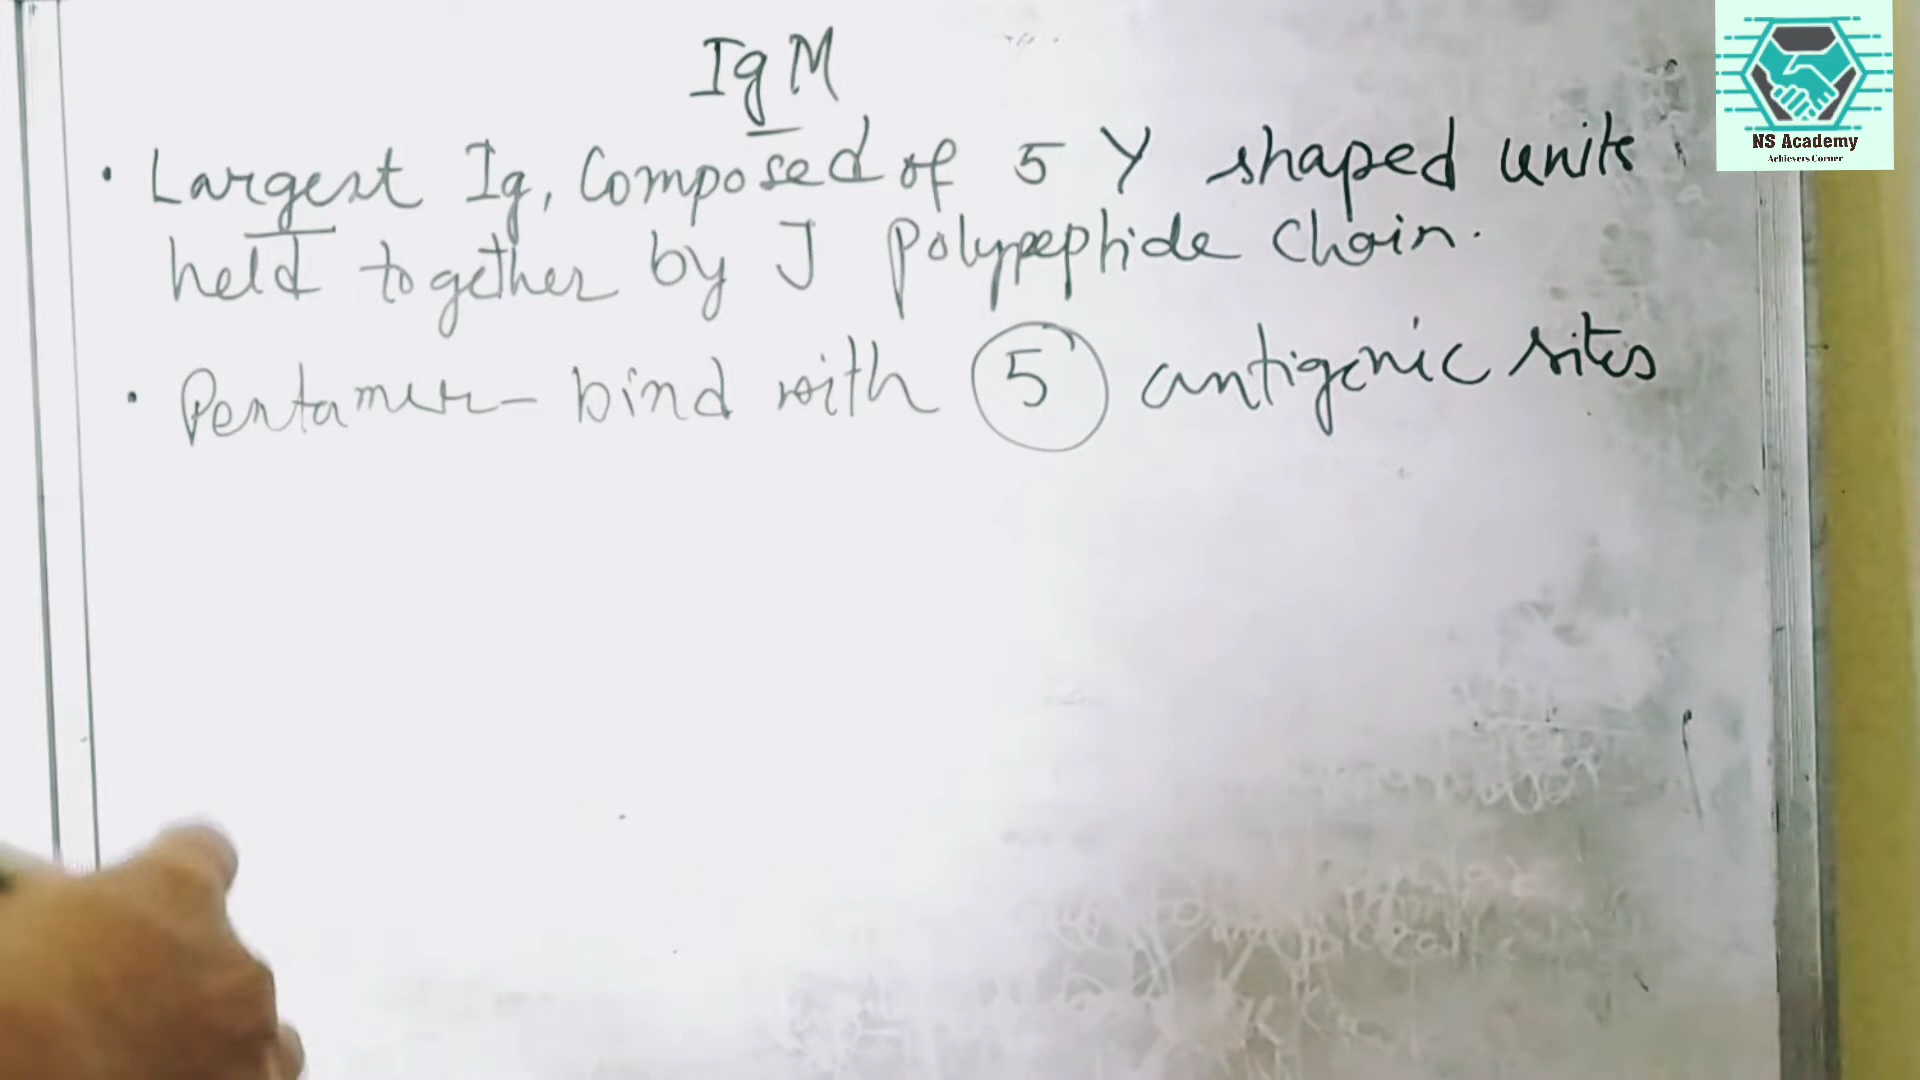 IgM
• Largest Ig, Composed of 5 Y shaped units
held together by J Polypeptide Chain.
• Pentamer - bind with 5 antigenic sites
NS Academy
Achievers Corner